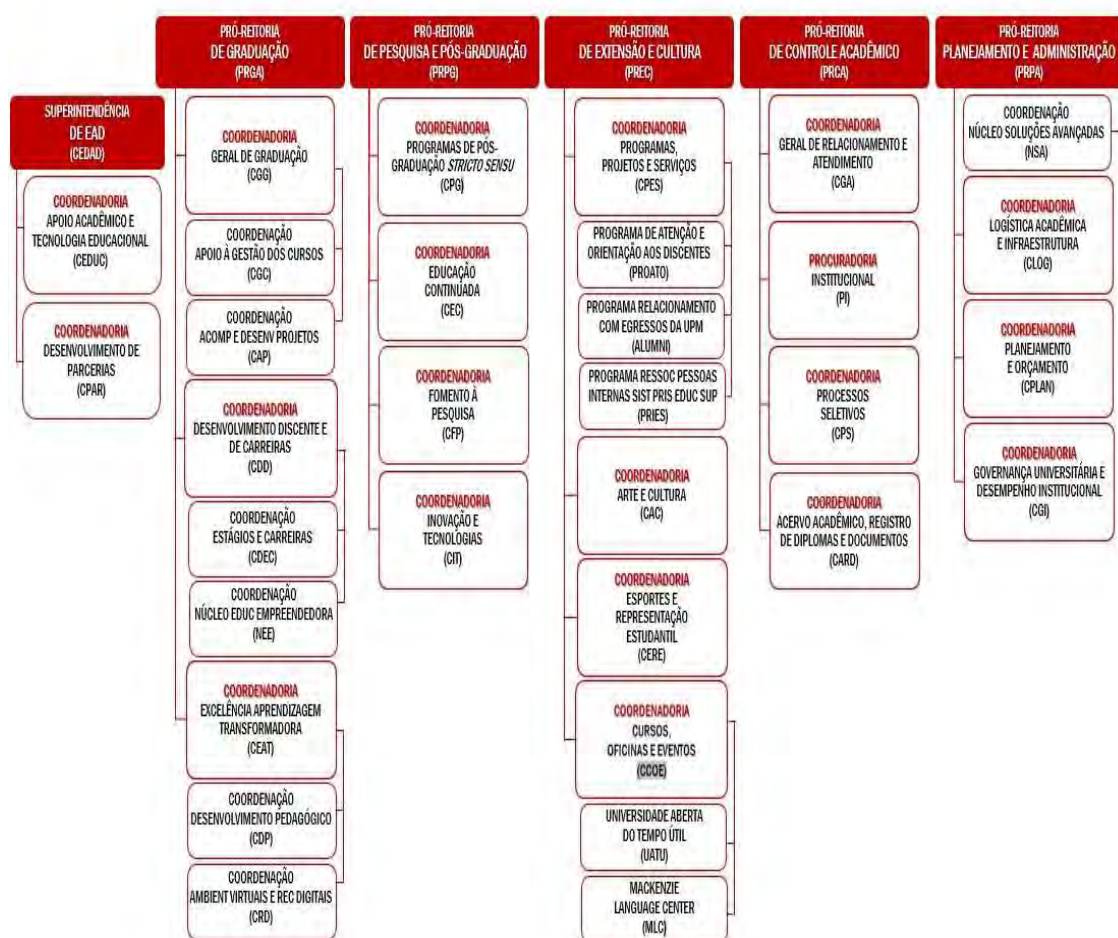 SUPERINTENDÊNCIA
DE EAD
(CEDAD)
COORDENADORIA
APOIO ACADÊMICO E
TECNOLOGIA EDUCACIONAL
(CEDUC)
COORDENADORIA
DESENVOLVIMENTO DE
PARCERIAS
(CPAR)
PRÓ-REITORIA
DE GRADUAÇÃO
(PRGA)
COORDENADORIA
GERAL DE GRADUAÇÃO
(CGG)
COORDENAÇÃO
APOIO À GESTÃO DOS CURSOS
(CGC)
COORDENAÇÃO
ACOMP E DESENV PROJETOS
(CAP)
COORDENADORIA
DESENVOLVIMENTO DISCENTE E
DE CARREIRAS
(CDD)
COORDENAÇÃO
ESTÁGIOS E CARREIRAS
(CDEC)
COORDENAÇÃO
NÚCLEO EDUC EMPREENDEDORA
(NEE)
COORDENADORIA
EXCELÊNCIA APRENDIZAGEM
TRANSFORMADORA
(CEAT)
COORDENAÇÃO
DESENVOLVIMENTO PEDAGÓGICO
(CDP)
COORDENAÇÃO
AMBIENT VIRTUAIS E REC DIGITAIS
(CRD)
PRÓ-REITORIA
DE PESQUISA E PÓS-GRADUAÇÃO
(PRPG)
COORDENADORIA
PROGRAMAS DE PÓS-
GRADUAÇÃO STRICTO SENSU
(CPG)
COORDENADORIA
EDUCAÇÃO
CONTINUADA
(CEC)
COORDENADORIA
FOMENTO À
PESQUISA
(CFP)
COORDENADORIA
INOVAÇÃO E
TECNOLOGIAS
(CIT)
PRÓ-REITORIA
DE EXTENSÃO E CULTURA
(PREC)
COORDENADORIA
PROGRAMAS,
PROJETOS E SERVIÇOS
(CPES)
PROGRAMA DE ATENÇÃO E
ORIENTAÇÃO AOS DISCENTES
(PROATO)
PROGRAMA RELACIONAMENTO
COM EGRESSOS DA UPM
(ALUMNI)
PROGRAMA RESSOC PESSOAS
INTERNAS SIST PRIS EDUC SUP
(PRIES)
COORDENADORIA
ARTE E CULTURA
(CAC)
COORDENADORIA
ESPORTES E
REPRESENTAÇÃO
ESTUDANTIL
(CERE)
COORDENADORIA
CURSOS,
OFICINAS E EVENTOS
(CCOE)
UNIVERSIDADE ABERTA
DO TEMPO ÚTIL
(UATU)
MACKENZIE
LANGUAGE CENTER
(MLC)
PRÓ-REITORIA
DE CONTROLE ACADÊMICO
(PRCA)
COORDENADORIA
GERAL DE RELACIONAMENTO E
ATENDIMENTO
(CGA)
PROCURADORIA
INSTITUCIONAL
(PI)
COORDENADORIA
PROCESSOS
SELETIVOS
(CPS)
COORDENADORIA
ACERVO ACADÊMICO, REGISTRO
DE DIPLOMAS E DOCUMENTOS
(CARD)
PRÓ-REITORIA
PLANEJAMENTO E ADMINISTRAÇÃO
(PRPA)
COORDENAÇÃO
NÚCLEO SOLUÇÕES AVANÇADAS
(NSA)
COORDENADORIA
LOGÍSTICA ACADÊMICA
E INFRAESTRUTURA
(CLOG)
COORDENADORIA
PLANEJAMENTO
E ORÇAMENTO
(CPLAN)
COORDENADORIA
GOVERNANÇA UNIVERSITÁRIA E
DESEMPENHO INSTITUCIONAL
(CGI)